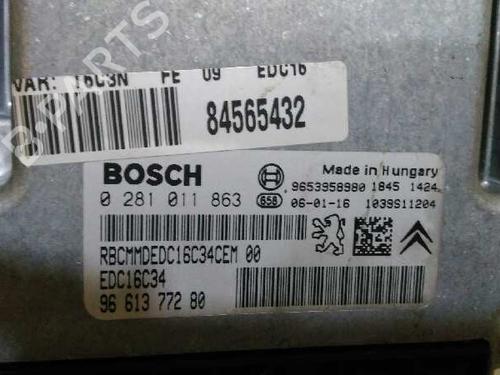 VAR: 16C3N FE 09 EDC16
84565432
B-PARTS
BOSCH
Made in Hungary
0 281 011 863
9653958980 1845 1424
658 06-01-16 1039S11204
RBCMMDEDC16C34CEM 00
EDC16C34
96 613 772 80